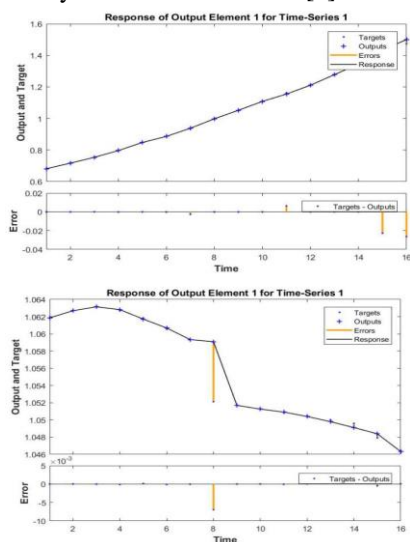 Response of Output Element 1 for Time-Series 1
1.6
1.4
1.2
1
0.8
0.6
Output and Target
Targets
Outputs
Errors
Response
0.02
0
-0.02
-0.04
Error
Targets - Outputs
2 4 6 8 10 12 14 16
Time
Response of Output Element 1 for Time-Series 1
1.064
1.062
1.06
1.058
1.056
1.054
1.052
1.05
1.048
1.046
Output and Target
Targets
Outputs
Errors
Response
×10⁻³
5
0
-5
-10
Error
Targets - Outputs
2 4 6 8 10 12 14 16
Time